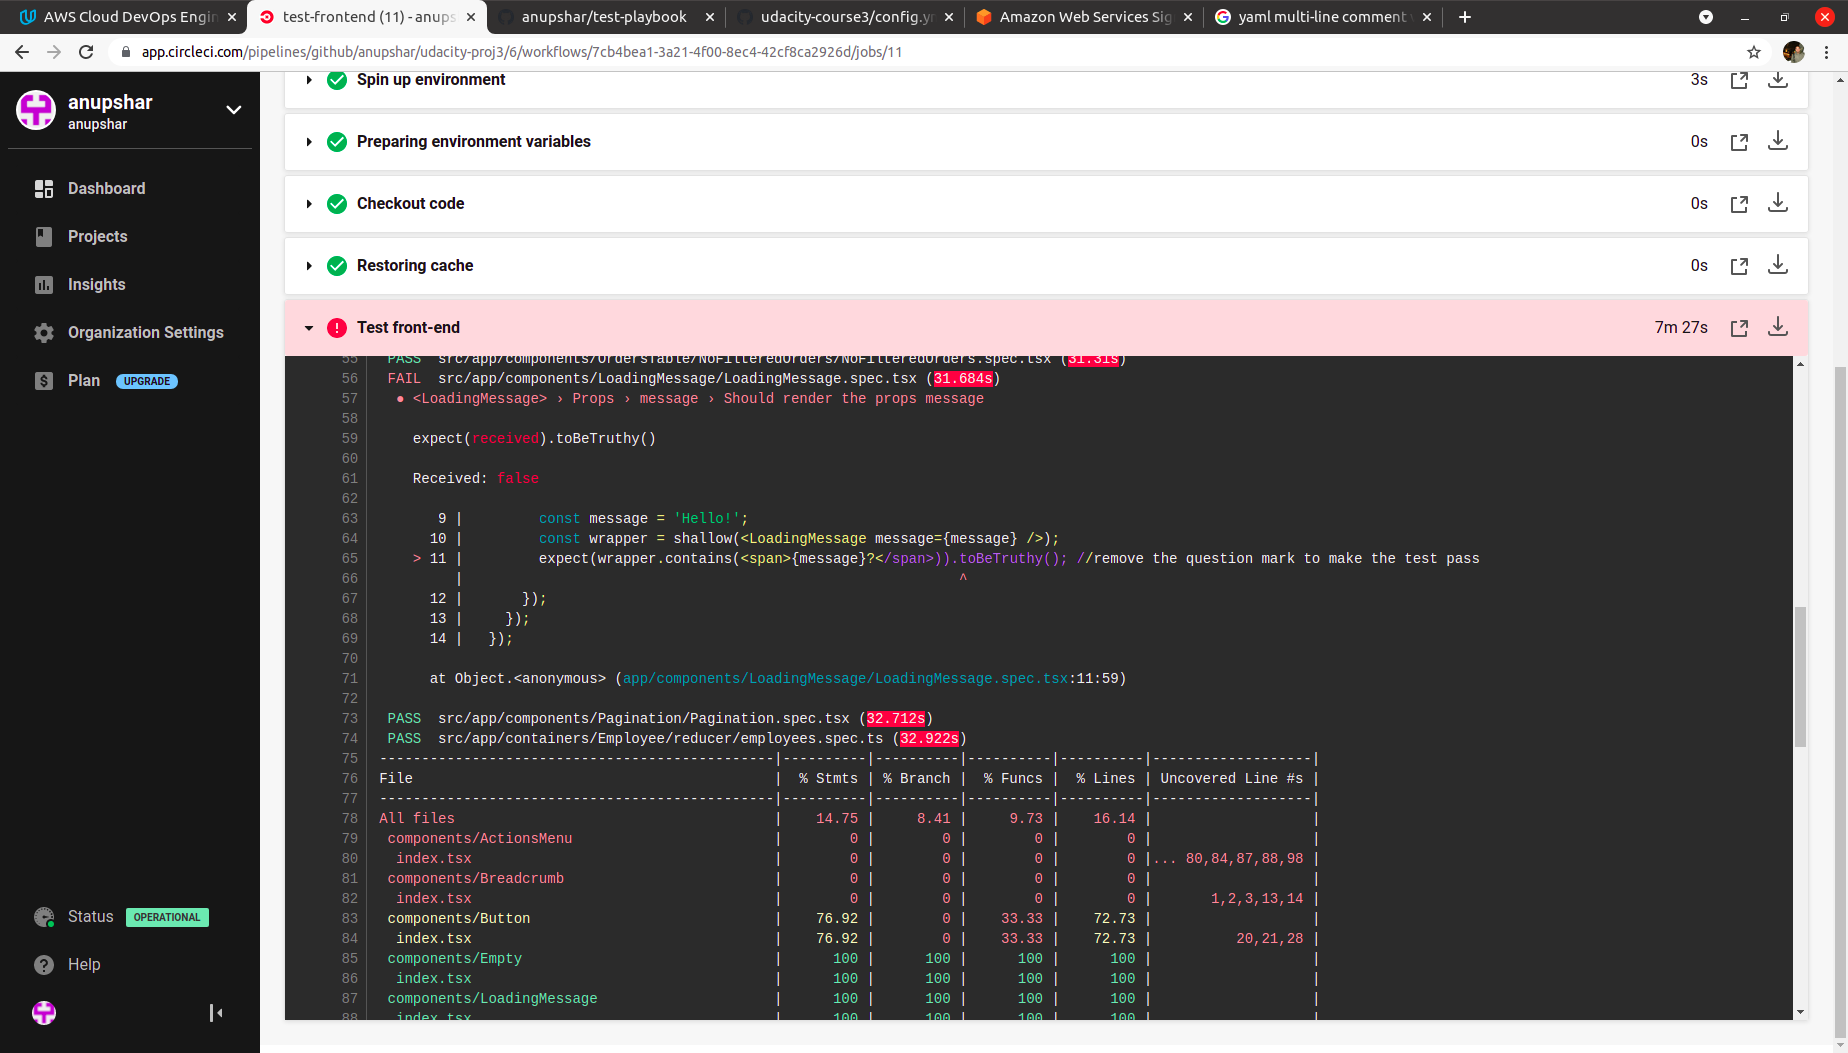 AWS Cloud DevOps Engin
test-frontend (11) - anups
anupshar/test-playbook
udacity-course3/config.y
Amazon Web Services Sig
yaml multi-line comment
app.circleci.com/pipelines/github/anupshar/udacity-proj3/6/workflows/7cb4bea1-3a21-4f00-8ec4-42cf8ca2926d/jobs/11
anupshar
anupshar
Dashboard
Projects
Insights
Organization Settings
Plan UPGRADE
Status OPERATIONAL
Help
Spin up environment 3s
Preparing environment variables 0s
Checkout code 0s
Restoring cache 0s
Test front-end 7m 27s
55 PASS src/app/components/OrdersTable/NoFilteredOrders/NoFilteredOrders.spec.tsx (31.31s)
56 FAIL src/app/components/LoadingMessage/LoadingMessage.spec.tsx (31.684s)
57 ● <LoadingMessage> › Props › message › Should render the props message
58
59 expect(received).toBeTruthy()
60
61 Received: false
62
63 9 | const message = 'Hello!';
64 10 | const wrapper = shallow(<LoadingMessage message={message} />);
65 > 11 | expect(wrapper.contains(<span>{message}?</span>)).toBeTruthy(); //remove the question mark to make the test pass
66 | ^
67 12 | });
68 13 | });
69 14 | });
70
71 at Object.<anonymous> (app/components/LoadingMessage/LoadingMessage.spec.tsx:11:59)
72
73 PASS src/app/components/Pagination/Pagination.spec.tsx (32.712s)
74 PASS src/app/containers/Employee/reducer/employees.spec.ts (32.922s)
75 -----------------------------------------------|----------|----------|----------|----------|-------------------|
76 File | % Stmts | % Branch | % Funcs | % Lines | Uncovered Line #s |
77 -----------------------------------------------|----------|----------|----------|----------|-------------------|
78 All files | 14.75 | 8.41 | 9.73 | 16.14 | |
79 components/ActionsMenu | 0 | 0 | 0 | 0 | |
80 index.tsx | 0 | 0 | 0 | 0 |... 80,84,87,88,98 |
81 components/Breadcrumb | 0 | 0 | 0 | 0 | |
82 index.tsx | 0 | 0 | 0 | 0 | 1,2,3,13,14 |
83 components/Button | 76.92 | 0 | 33.33 | 72.73 | |
84 index.tsx | 76.92 | 0 | 33.33 | 72.73 | 20,21,28 |
85 components/Empty | 100 | 100 | 100 | 100 | |
86 index.tsx | 100 | 100 | 100 | 100 | |
87 components/LoadingMessage | 100 | 100 | 100 | 100 | |
88 index.tsx | 100 | 100 | 100 | 100 | |